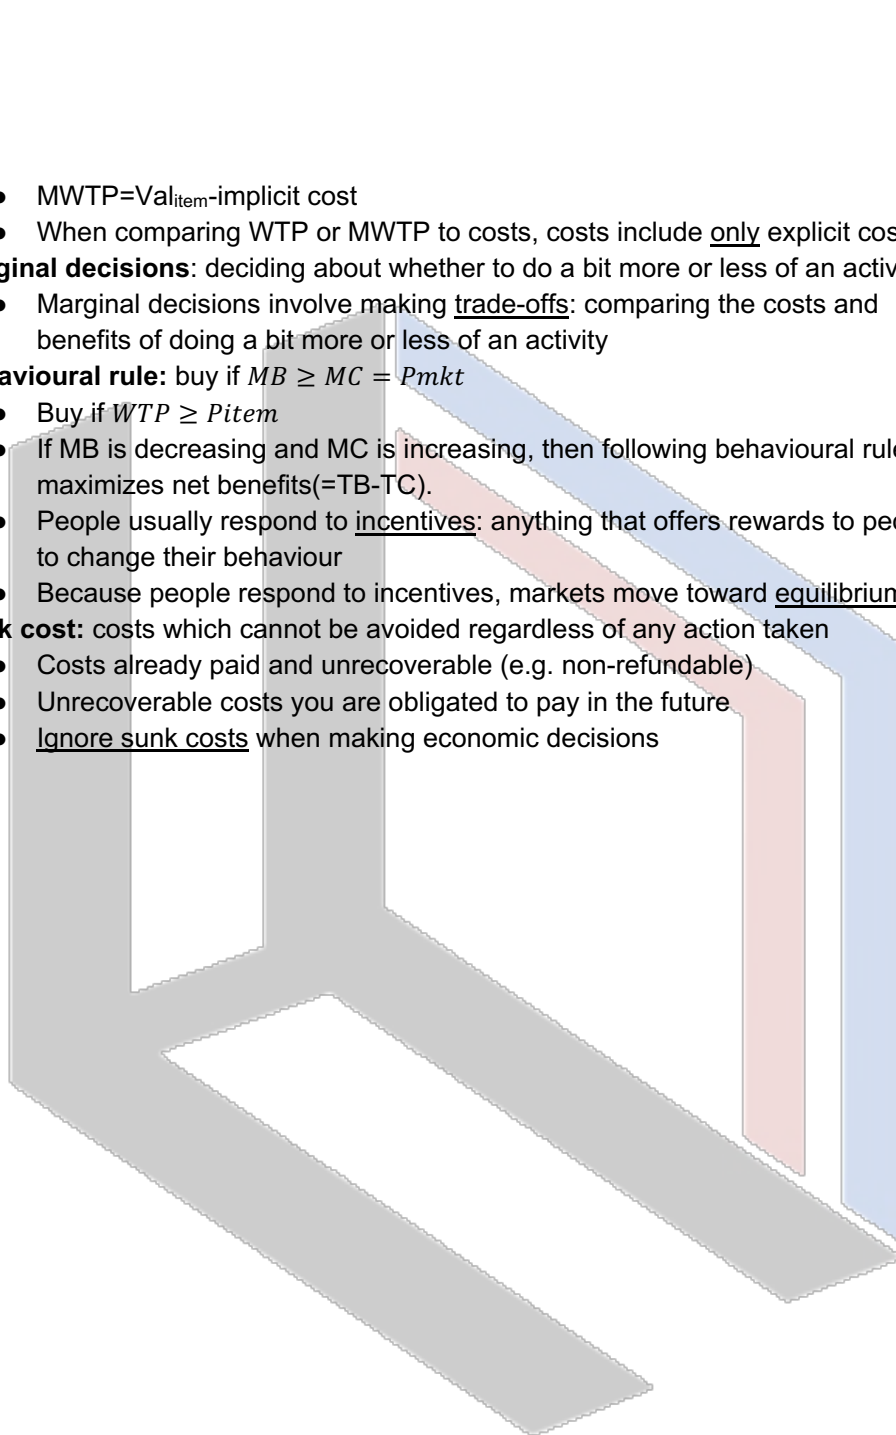 • MWTP=Valitem-implicit cost
• When comparing WTP or MWTP to costs, costs include only explicit cos
ginal decisions: deciding about whether to do a bit more or less of an activ
• Marginal decisions involve making trade-offs: comparing the costs and
benefits of doing a bit more or less of an activity
avioural rule: buy if MB ≥ MC = Pmkt
• Buy if WTP ≥ Pitem
• If MB is decreasing and MC is increasing, then following behavioural rule
maximizes net benefits(=TB-TC).
• People usually respond to incentives: anything that offers rewards to pe
to change their behaviour
• Because people respond to incentives, markets move toward equilibrium
k cost: costs which cannot be avoided regardless of any action taken
• Costs already paid and unrecoverable (e.g. non-refundable)
• Unrecoverable costs you are obligated to pay in the future
• Ignore sunk costs when making economic decisions